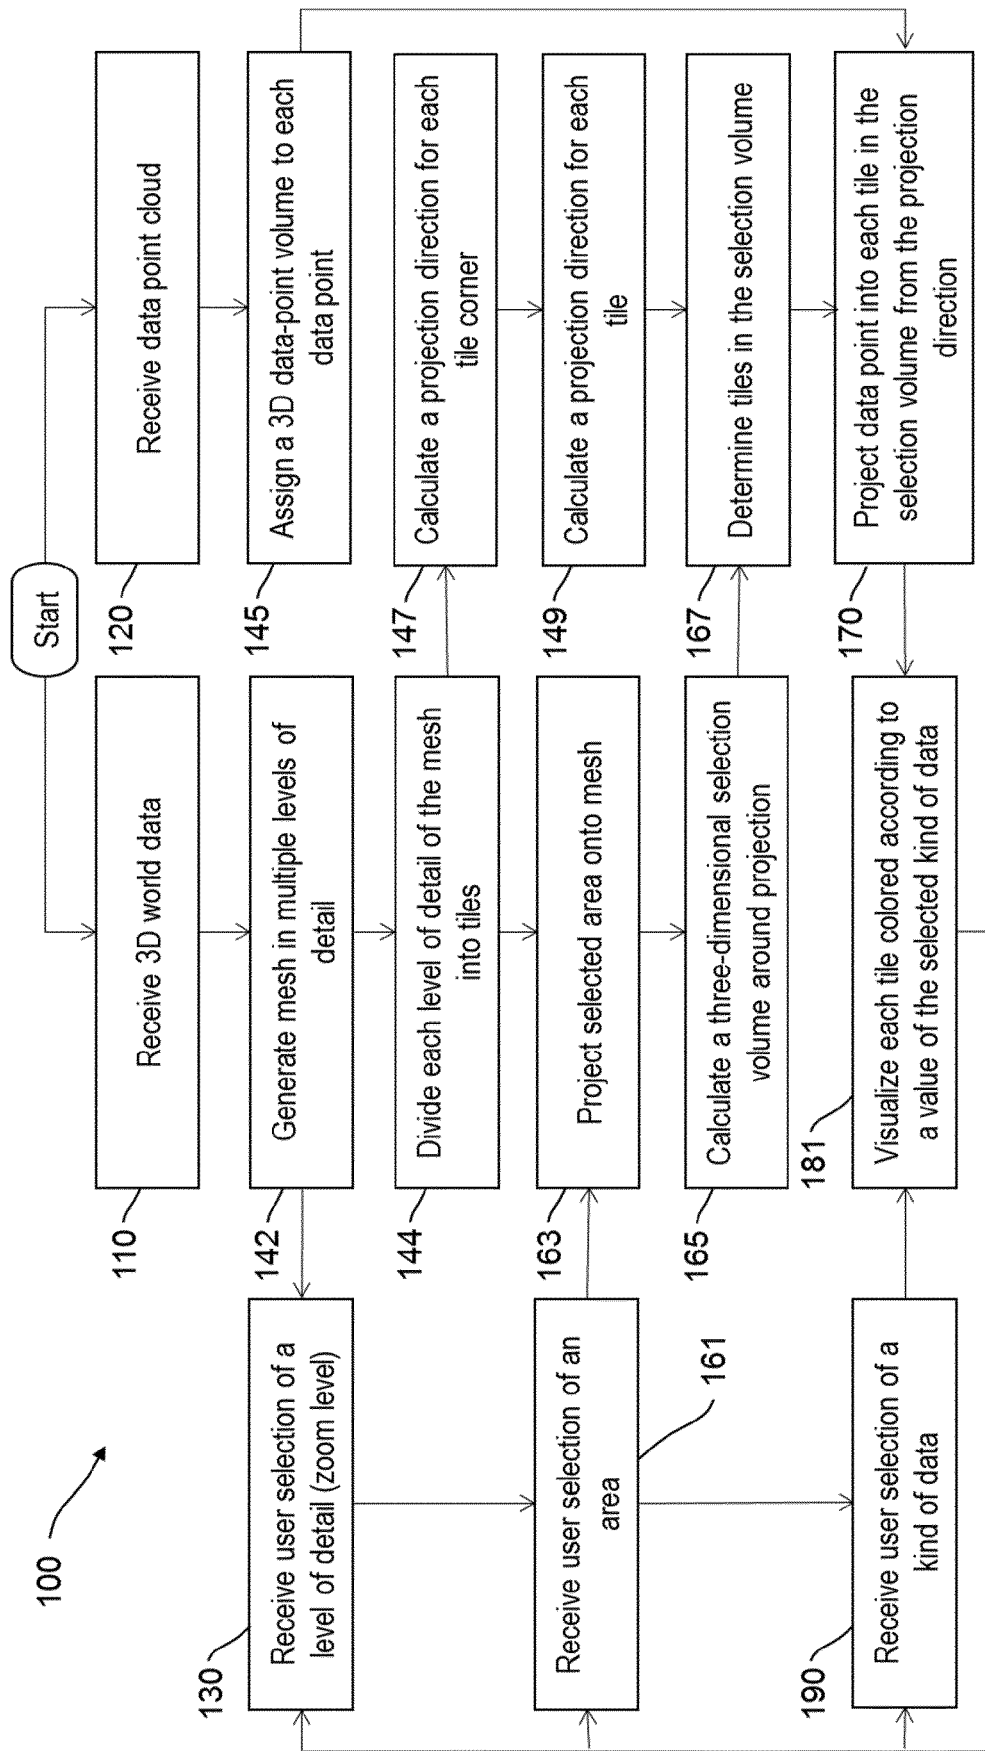 100
Start
110
Receive 3D world data
120
Receive data point cloud
130
Receive user selection of a
level of detail (zoom level)
142
Generate mesh in multiple levels of
detail
145
Assign a 3D data-point volume to each
data point
144
Divide each level of detail of the mesh
into tiles
147
Calculate a projection direction for each
tile corner
161
Receive user selection of an
area
163
Project selected area onto mesh
149
Calculate a projection direction for each
tile
165
Calculate a three-dimensional selection
volume around projection
167
Determine tiles in the selection volume
190
Receive user selection of a
kind of data
181
Visualize each tile colored according to
a value of the selected kind of data
170
Project data point into each tile in the
selection volume from the projection
direction